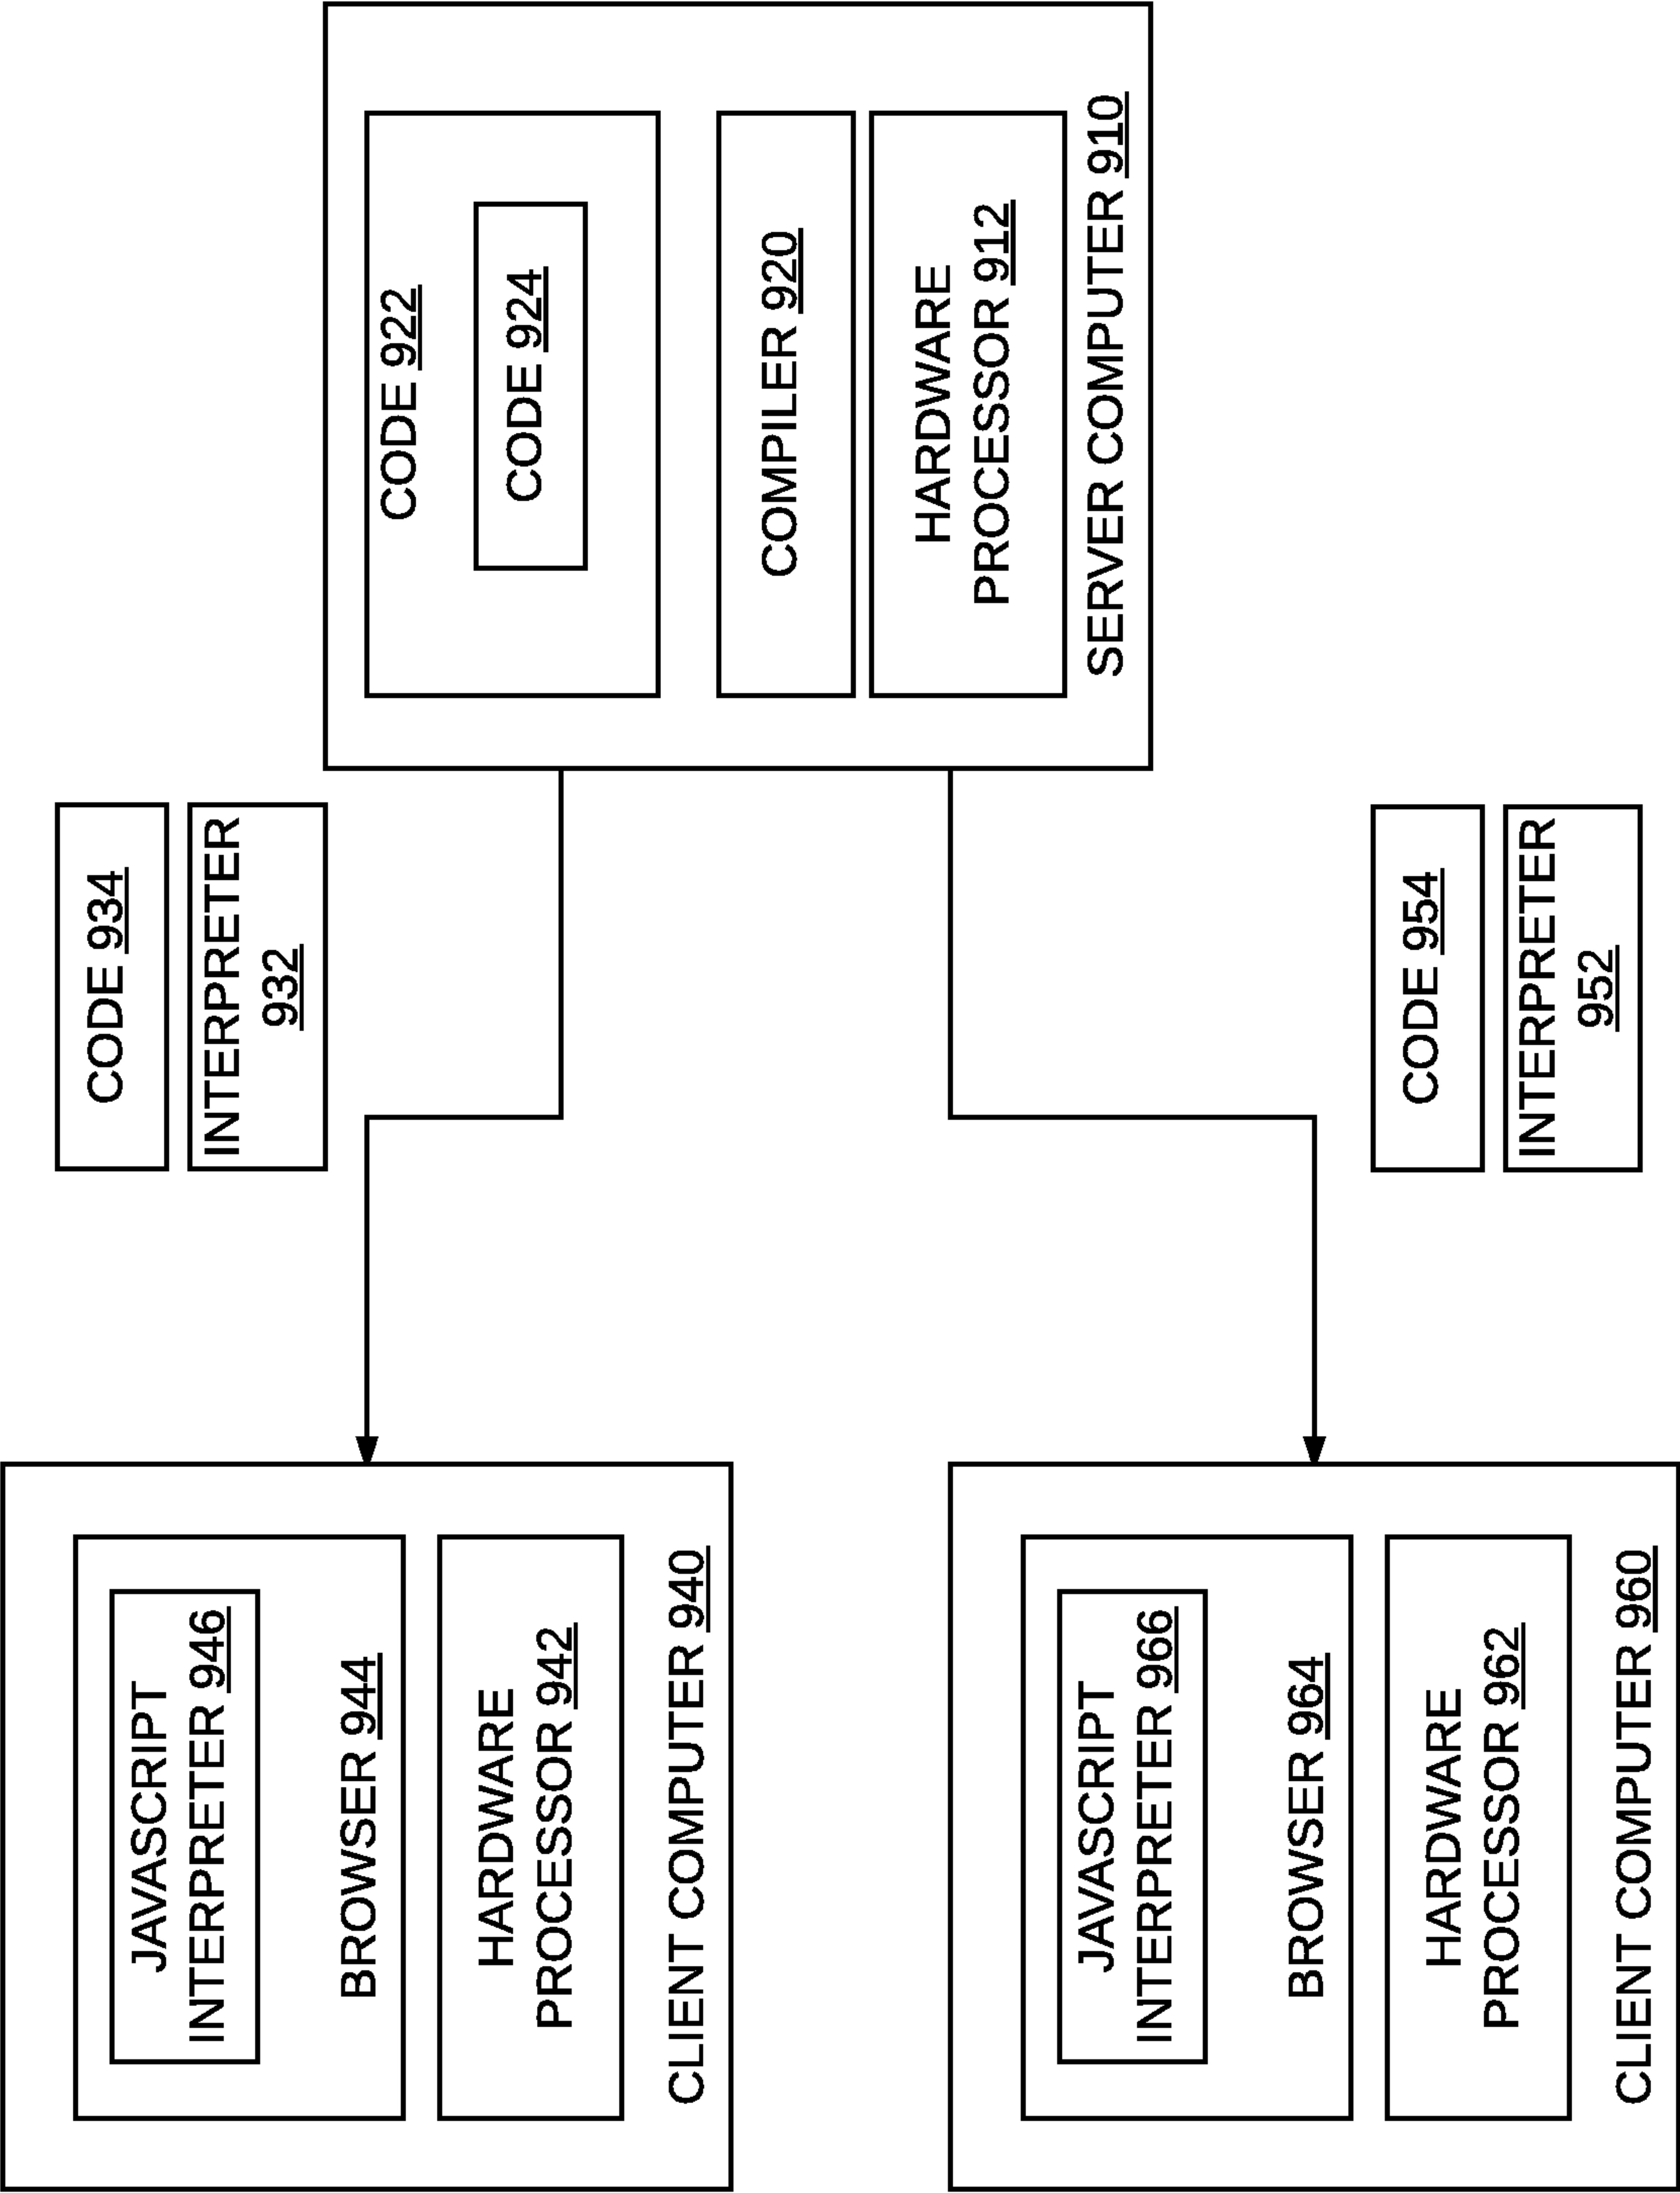 CODE 922
CODE 924
COMPILER 920
HARDWARE
PROCESSOR 912
SERVER COMPUTER 910
CODE 934
INTERPRETER
932
CODE 954
INTERPRETER
952
JAVASCRIPT
INTERPRETER 946
BROWSER 944
HARDWARE
PROCESSOR 942
CLIENT COMPUTER 940
JAVASCRIPT
INTERPRETER 966
BROWSER 964
HARDWARE
PROCESSOR 962
CLIENT COMPUTER 960